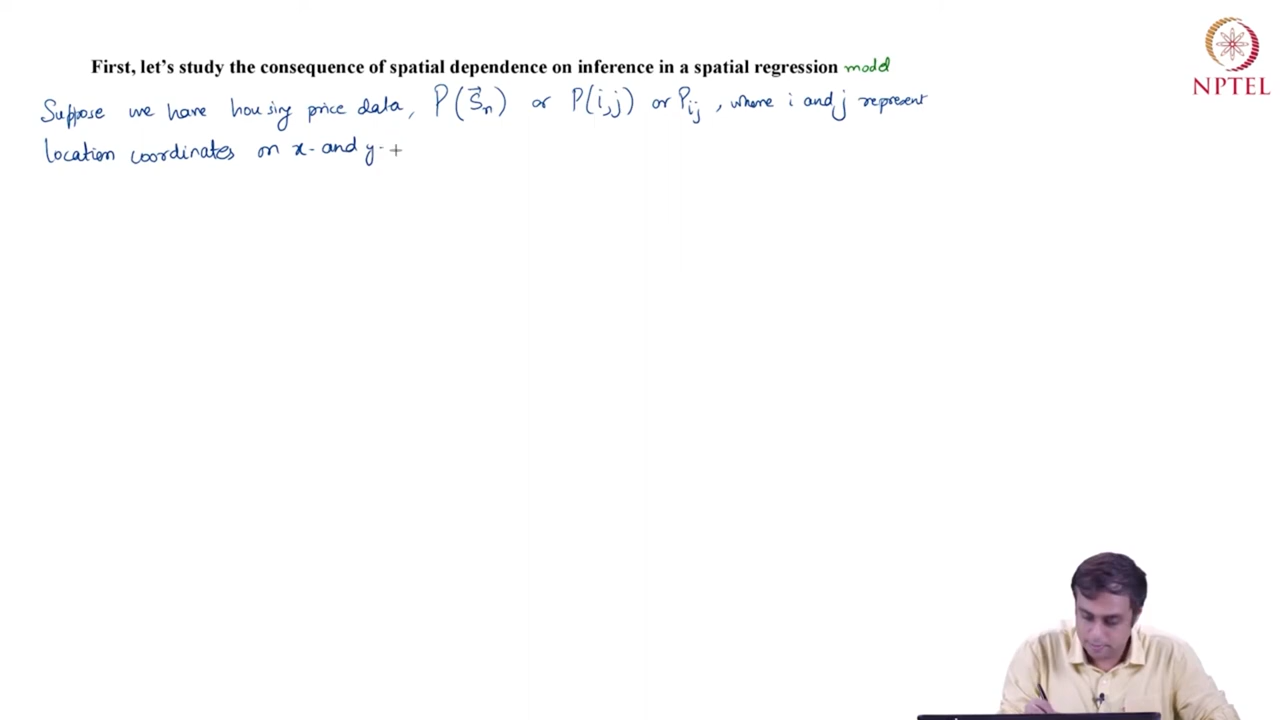 NPTEL
First, let's study the consequence of spatial dependence on inference in a spatial regression model
Suppose we have housing price data, P(S⃗ₙ) or P(i,j) or Pᵢⱼ, where i and j represent
location coordinates on x- and y-